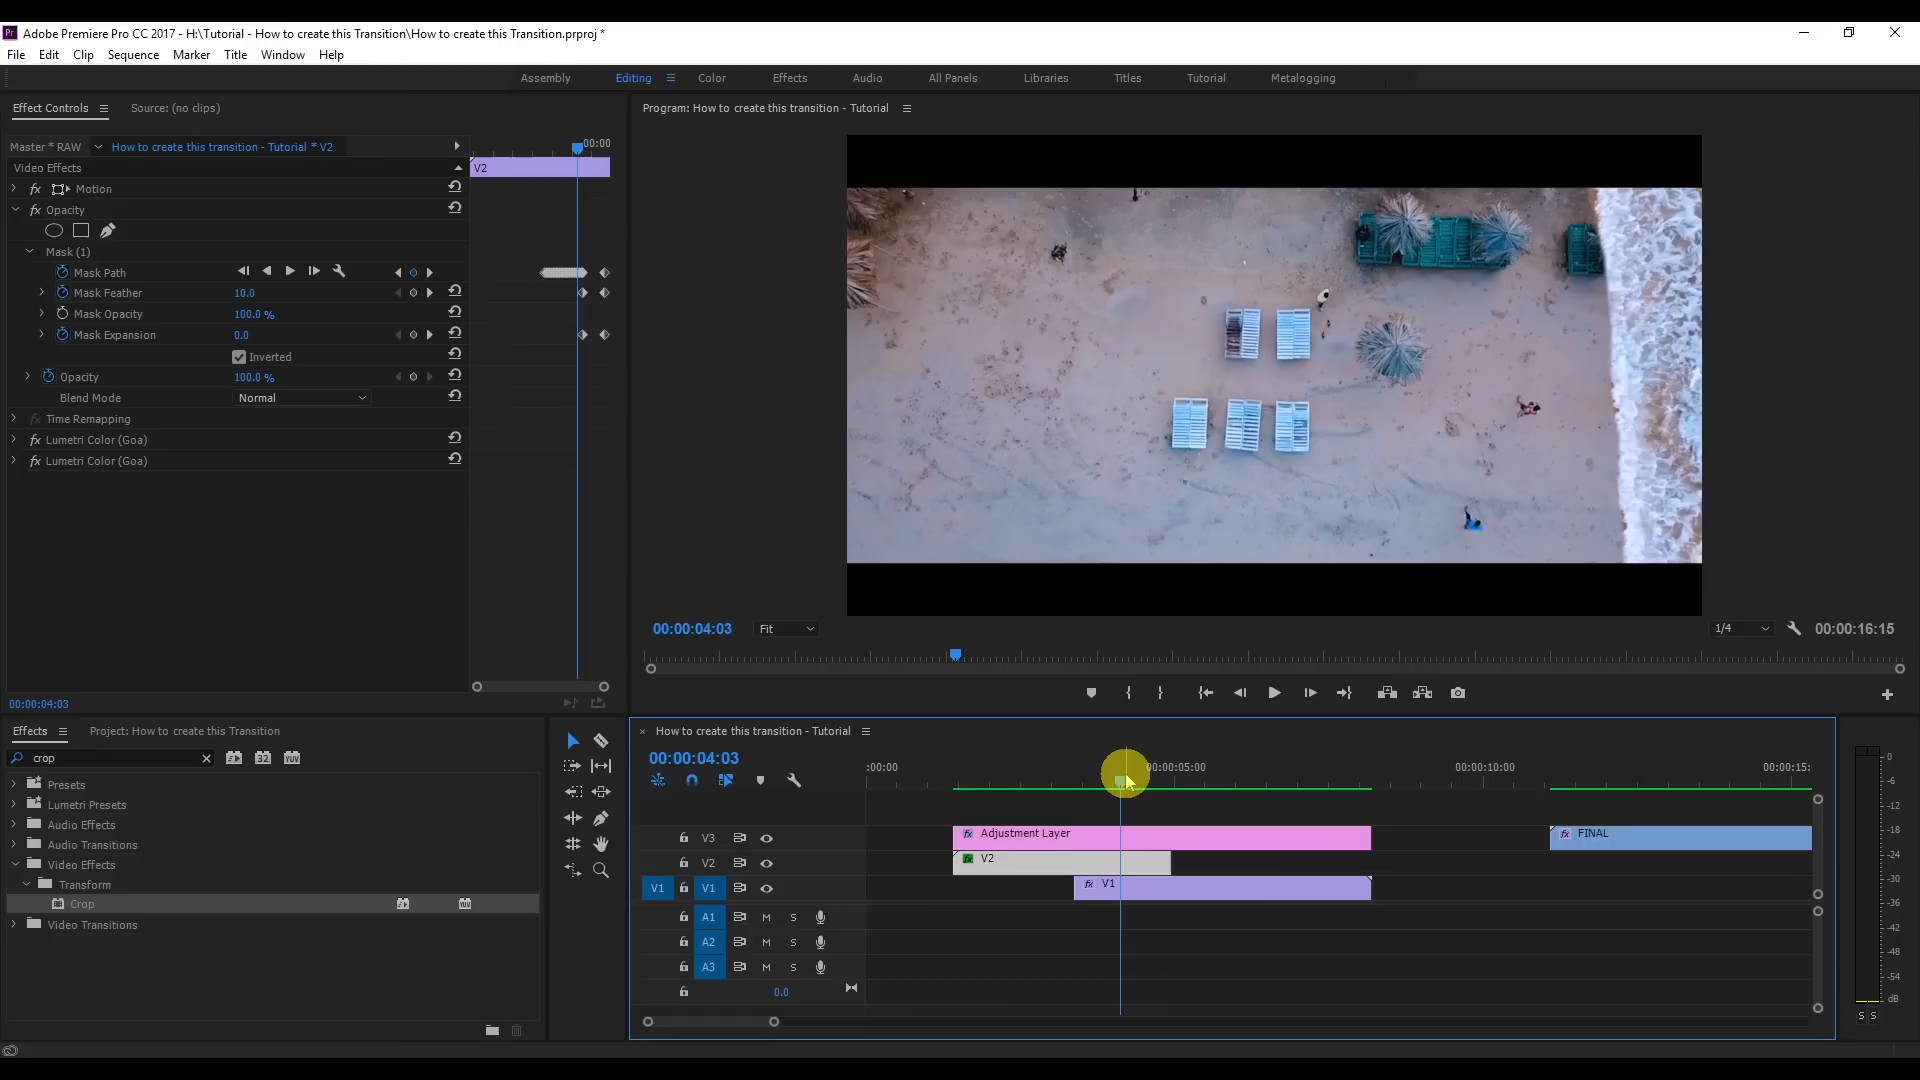 Pr Adobe Premiere Pro CC 2017 - H:\Tutorial - How to create this Transition\How to create this Transition.prproj *
File Edit Clip Sequence Marker Title Window Help
Assembly Editing Color Effects Audio All Panels Libraries Titles Tutorial Metalogging
Effect Controls Source: (no clips)
Program: How to create this transition - Tutorial
Master * RAW How to create this transition - Tutorial * V2
00:00
Video Effects
V2
fx Motion
fx Opacity
Mask (1)
Mask Path
Mask Feather 10.0
Mask Opacity 100.0 %
Mask Expansion 0.0
Inverted
Opacity 100.0 %
Blend Mode Normal
fx Time Remapping
fx Lumetri Color (Goa)
fx Lumetri Color (Goa)
00:00:04:03 Fit 1/4 00:00:16:15
00:00:04:03
Effects Project: How to create this Transition
crop 32 YUV
Presets
Lumetri Presets
Audio Effects
Audio Transitions
Video Effects
Transform
Crop YUV
Video Transitions
How to create this transition - Tutorial
00:00:04:03
:00:00 00:00:05:00 00:00:10:00 00:00:15:
V3 fx Adjustment Layer fx FINAL
V2 fx V2
V1 V1 fx V1
A1 M S
A2 M S
A3 M S
0.0
0
-6
-12
-18
-24
-30
-36
-42
-48
-54
dB
S S